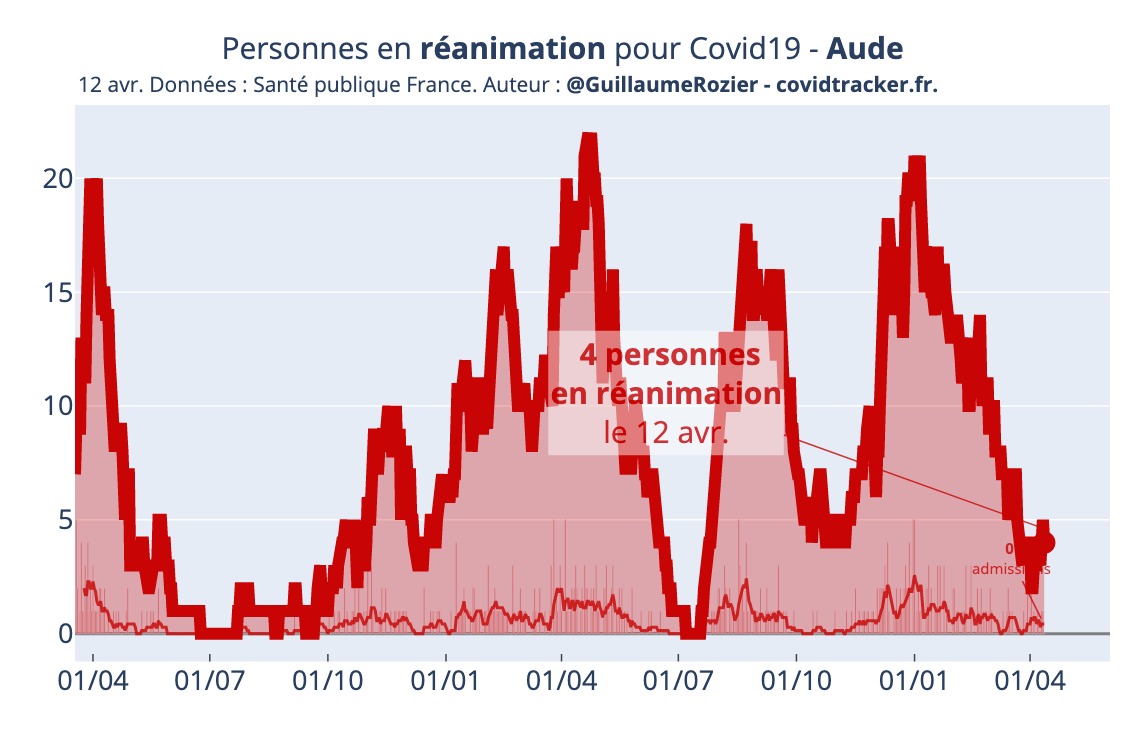 Personnes en réanimation pour Covid19 - Aude
12 avr. Données : Santé publique France. Auteur : @GuillaumeRozier - covidtracker.fr.
20
15
10
5
0
4 personnes
en réanimation
le 12 avr.
0
01/04 01/07 01/10 01/01 01/04 01/07 01/10 01/01 01/04